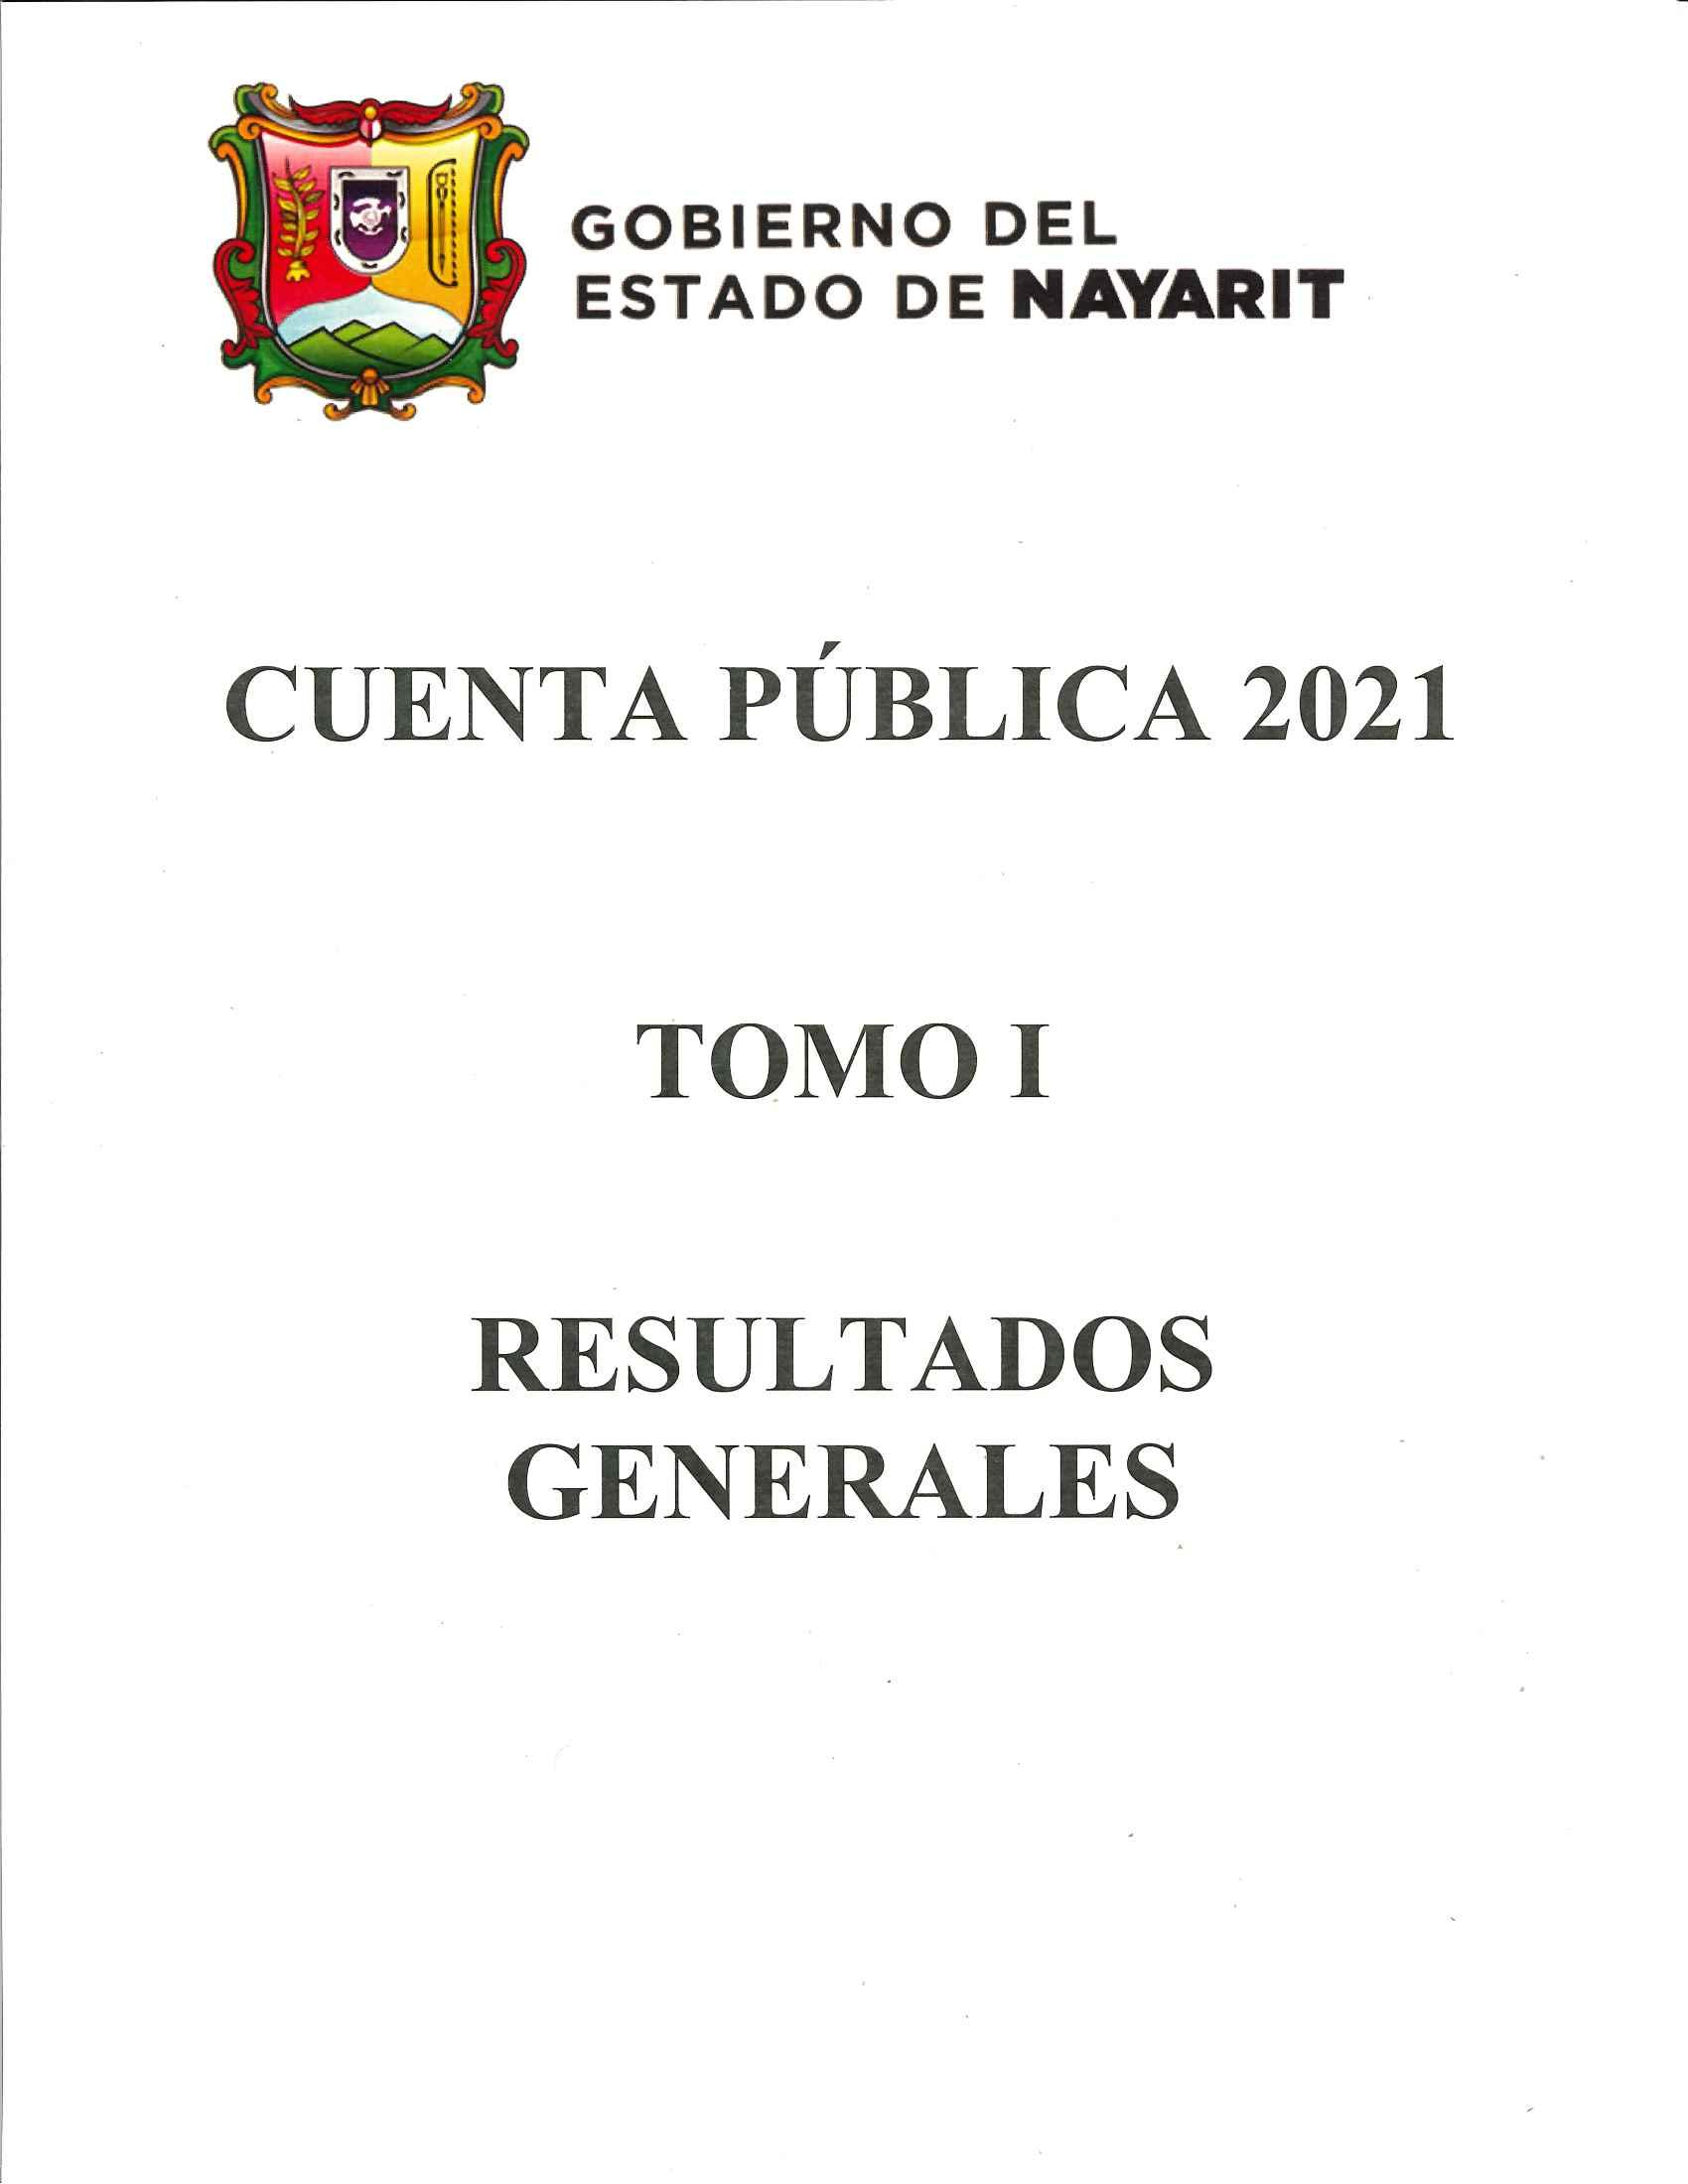 GOBIERNO DEL
ESTADO DE NAYARIT
CUENTA PÚBLICA 2021
TOMO I
RESULTADOS
GENERALES